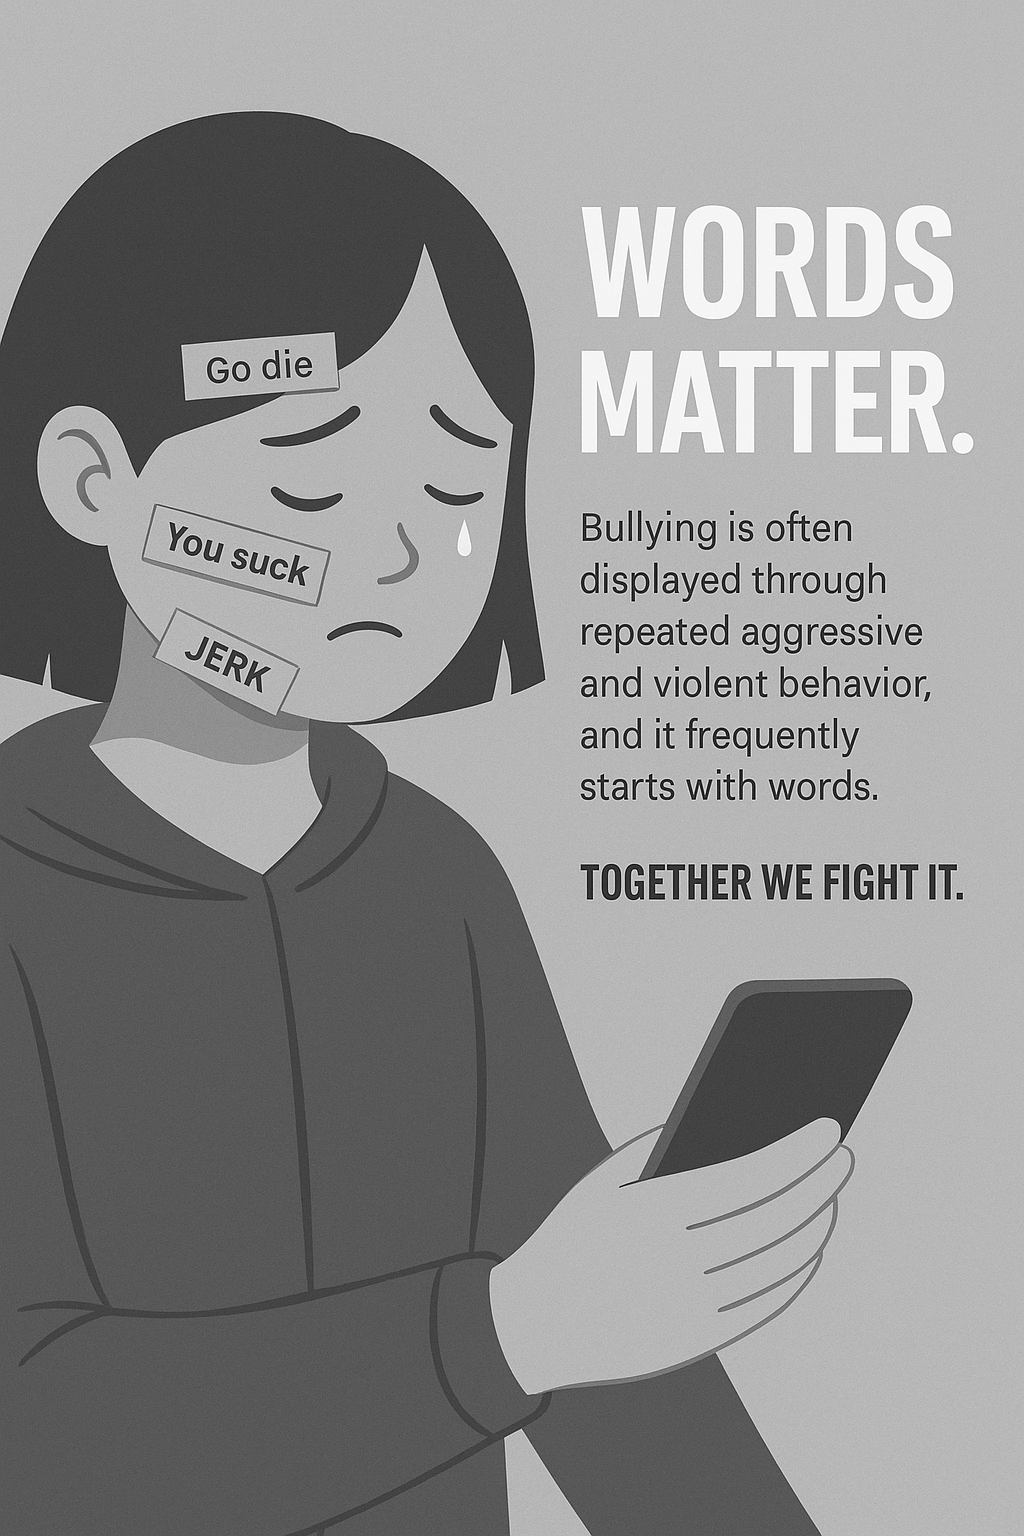 WORDS
MATTER.
Go die
You suck
JERK
Bullying is often
displayed through
repeated aggressive
and violent behavior,
and it frequently
starts with words.
TOGETHER WE FIGHT IT.